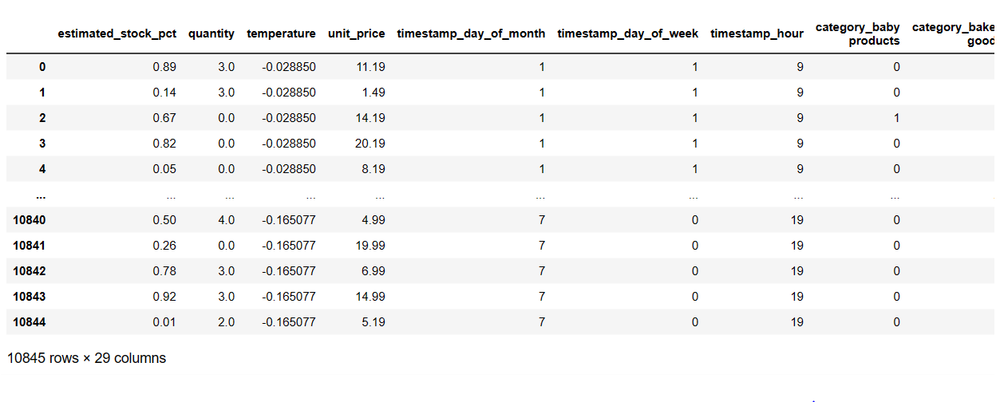 estimated_stock_pct quantity temperature unit_price timestamp_day_of_month timestamp_day_of_week timestamp_hour category_baby products category_bake good
0 0.89 3.0 -0.028850 11.19 1 1 9 0
1 0.14 3.0 -0.028850 1.49 1 1 9 0
2 0.67 0.0 -0.028850 14.19 1 1 9 1
3 0.82 0.0 -0.028850 20.19 1 1 9 0
4 0.05 0.0 -0.028850 8.19 1 1 9 0
... ... ... ... ... ... ... ... ...
10840 0.50 4.0 -0.165077 4.99 7 0 19 0
10841 0.26 0.0 -0.165077 19.99 7 0 19 0
10842 0.78 3.0 -0.165077 6.99 7 0 19 0
10843 0.92 3.0 -0.165077 14.99 7 0 19 0
10844 0.01 2.0 -0.165077 5.19 7 0 19 0
10845 rows × 29 columns